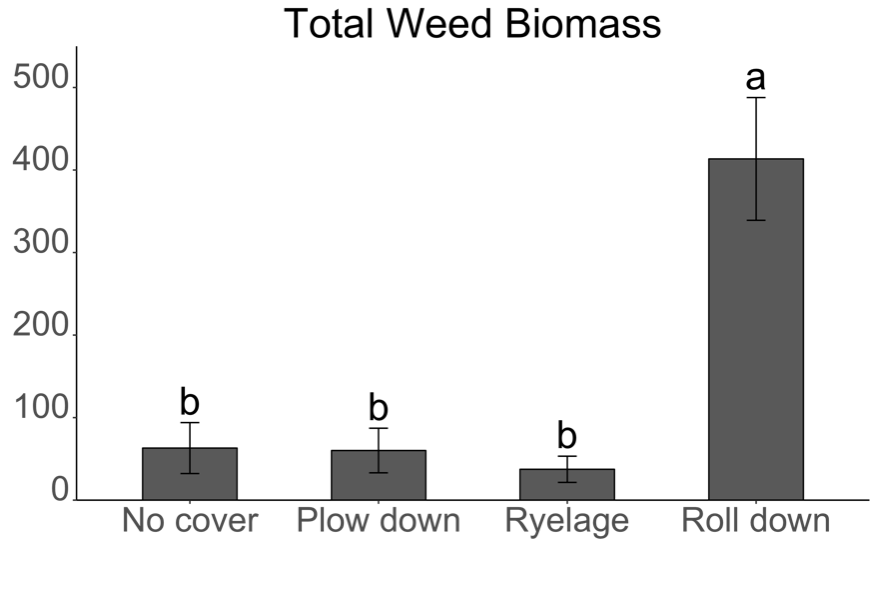 Total Weed Biomass
500
400
300
200
100
0
a
b
b
b
No cover Plow down Ryelage Roll down